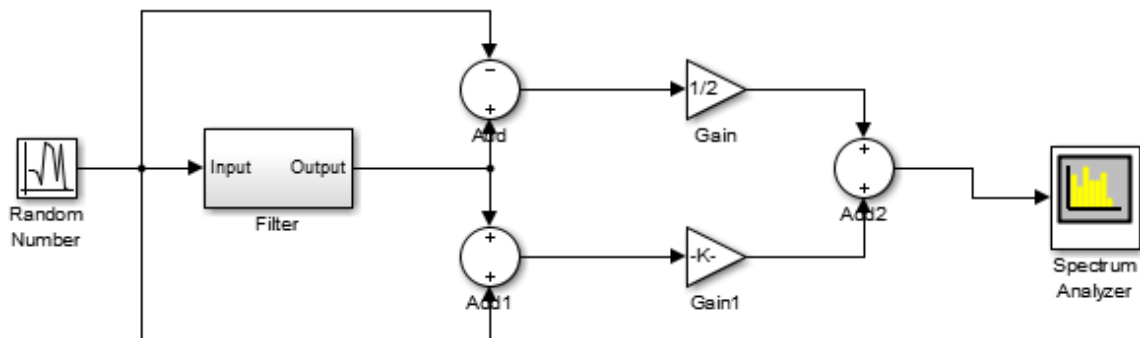 −
+
Add
1/2
Gain
Random
Number
Input
Output
Filter
+
+
Add1
-K-
Gain1
+
+
Add2
Spectrum
Analyzer